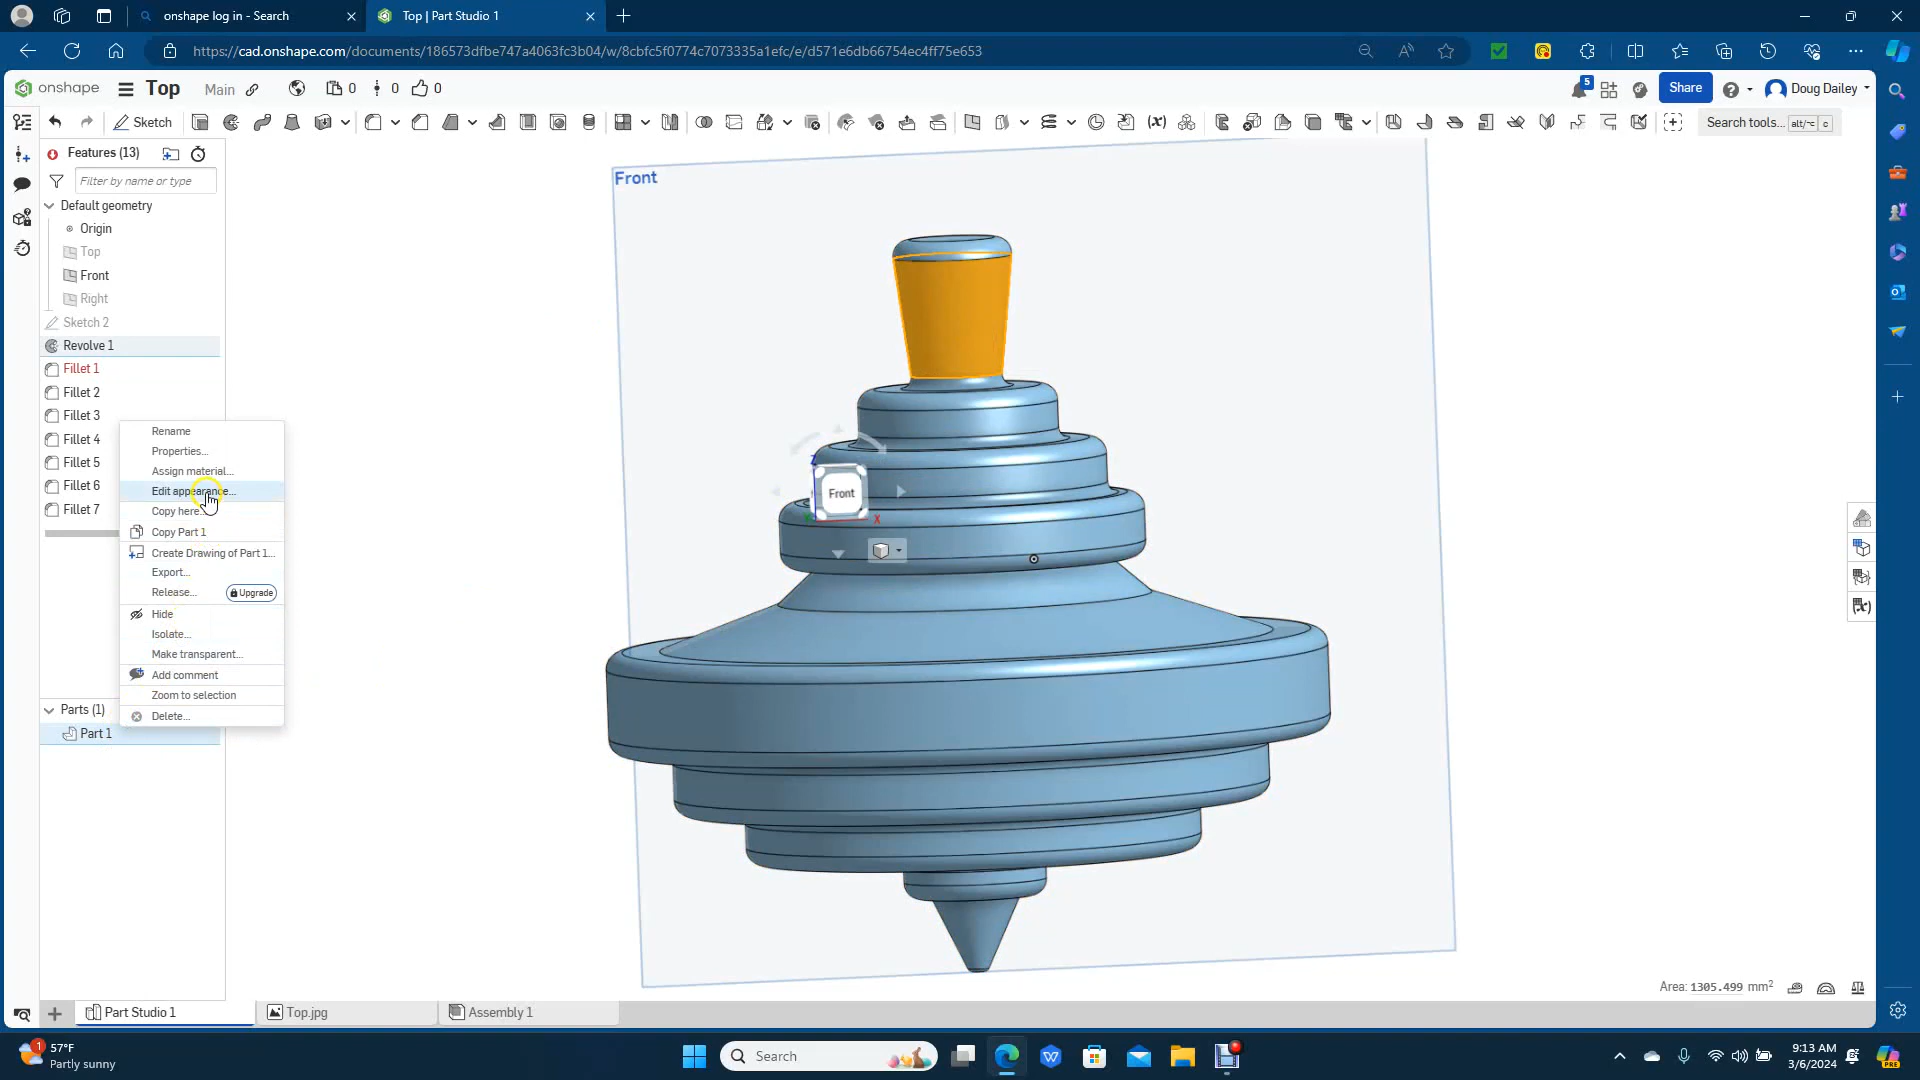 onshape log in - Search
Top | Part Studio 1
https://cad.onshape.com/documents/186573dfbe747a4063fc3b04/w/8cbfc5f0774c7073335a1efc/e/d571e6db66754ec4ff75e653
onshape
Top
Main
0
0
0
5
Share
Doug Dailey
Sketch
Search tools...
alt/⌥
c
Features (13)
Filter by name or type
Default geometry
Origin
Top
Front
Right
Sketch 2
Revolve 1
Fillet 1
Fillet 2
Fillet 3
Fillet 4
Fillet 5
Fillet 6
Fillet 7
Rename
Properties...
Assign material...
Edit appearance...
Copy here...
Copy Part 1
Create Drawing of Part 1...
Export...
Release...
Upgrade
Hide
Isolate...
Make transparent...
Add comment
Zoom to selection
Delete...
Parts (1)
Part 1
Front
Z
Front
X
Area: 1305.499 mm²
Part Studio 1
Top.jpg
Assembly 1
1
57°F
Partly sunny
Search
9:13 AM
3/6/2024
PRE